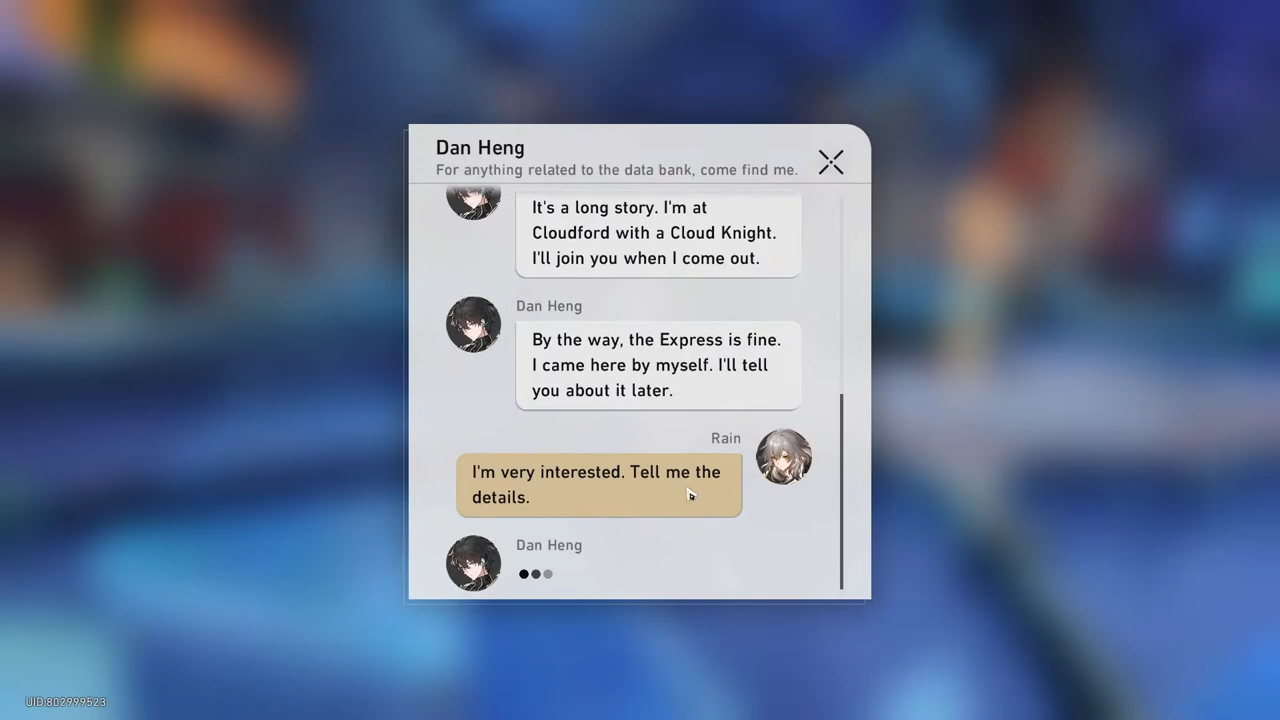 Dan Heng
For anything related to the data bank, come find me.
It's a long story. I'm at
Cloudford with a Cloud Knight.
I'll join you when I come out.
Dan Heng
By the way, the Express is fine.
I came here by myself. I'll tell
you about it later.
Rain
I'm very interested. Tell me the
details.
Dan Heng
UID:802999523